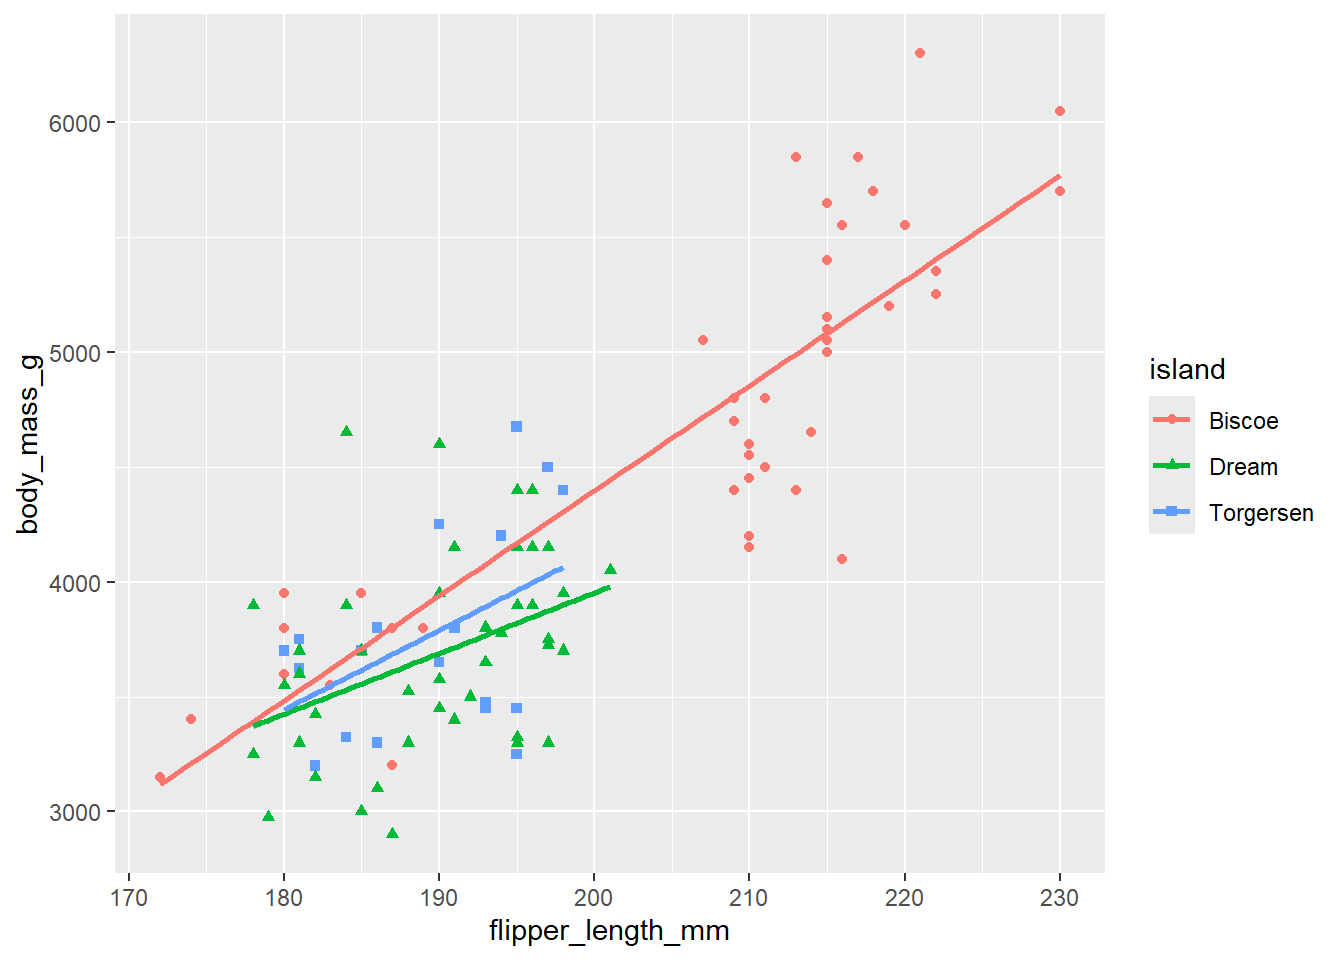 6000
5000
4000
3000
body_mass_g
170 180 190 200 210 220 230
flipper_length_mm
island
Biscoe
Dream
Torgersen